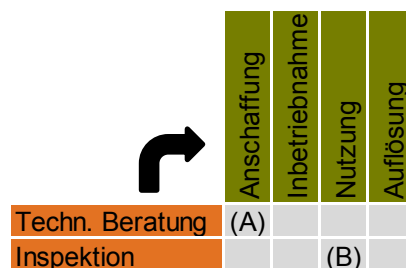 Anschaffung
Inbetriebnahme
Nutzung
Auflösung
Techn. Beratung (A)
Inspektion (B)